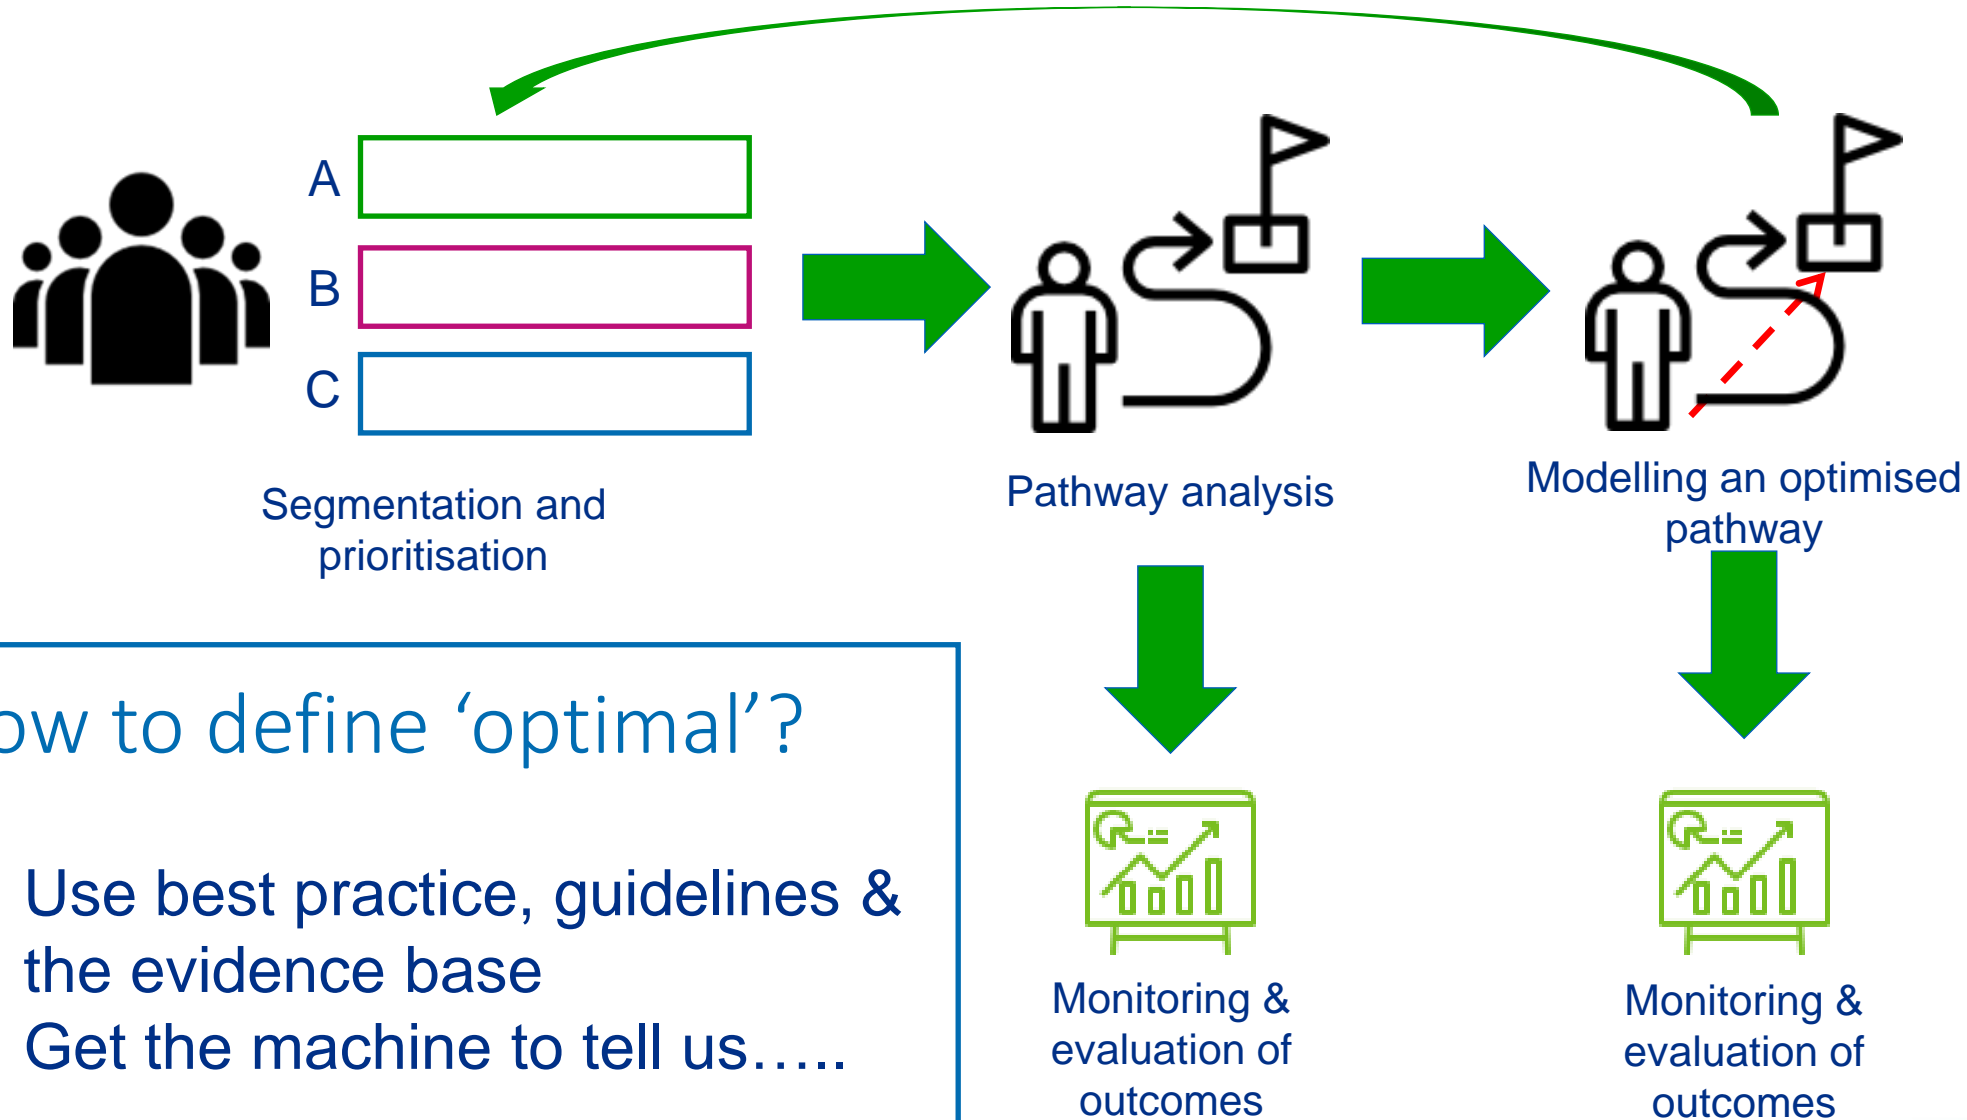 A
B
C
Segmentation and
prioritisation
Pathway analysis
Modelling an optimised
pathway
ow to define ‘optimal’?
Use best practice, guidelines &
the evidence base
Get the machine to tell us…..
Monitoring &
evaluation of
outcomes
Monitoring &
evaluation of
outcomes